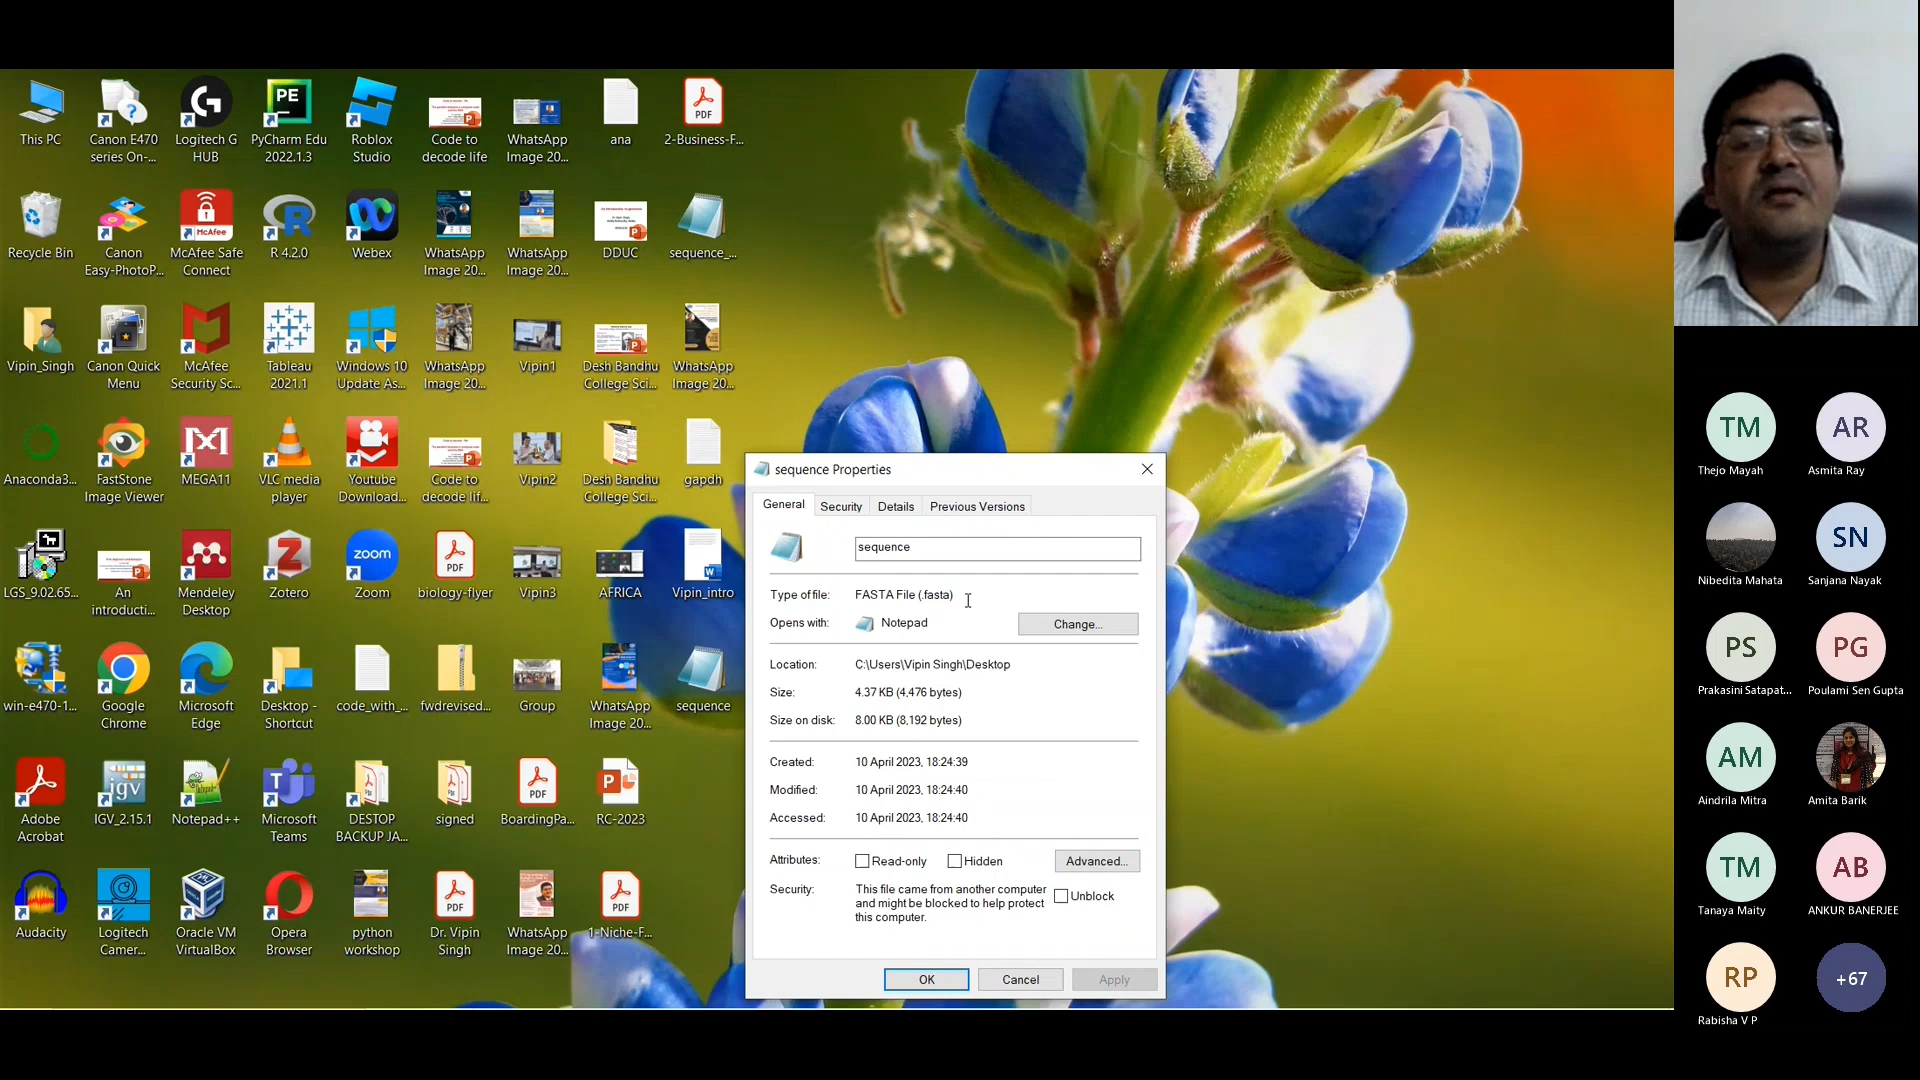 This PC
Canon E470
series On-...
Logitech G
HUB
PyCharm Edu
2022.1.3
Roblox
Studio
Code to
decode life
WhatsApp
Image 20...
ana
2-Business-F...
Recycle Bin
Canon
Easy-PhotoP...
McAfee Safe
Connect
R 4.2.0
Webex
WhatsApp
Image 20...
WhatsApp
Image 20...
DDUC
sequence_...
Vipin_Singh
Canon Quick
Menu
McAfee
Security Sc...
Tableau
2021.1
Windows 10
Update As...
WhatsApp
Image 20...
Vipin1
Desh Bandhu
College Sci...
WhatsApp
Image 20...
Anaconda3...
FastStone
Image Viewer
MEGA11
VLC media
player
Youtube
Download...
Code to
decode lif...
Vipin2
Desh Bandhu
College Sci...
gapdh
LGS_9.02.65...
An
introducti...
Mendeley
Desktop
Zotero
Zoom
biology-flyer
Vipin3
AFRICA
Vipin_intro
win-e470-1...
Google
Chrome
Microsoft
Edge
Desktop -
Shortcut
code_with_...
fwdrevised...
Group
WhatsApp
Image 20...
sequence
Adobe
Acrobat
IGV_2.15.1
Notepad++
Microsoft
Teams
DESTOP
BACKUP JA...
signed
BoardingPa...
RC-2023
Audacity
Logitech
Camer...
Oracle VM
VirtualBox
Opera
Browser
python
workshop
Dr. Vipin
Singh
WhatsApp
Image 20...
1-Niche-F...
sequence Properties
General
Security
Details
Previous Versions
sequence
Type of file: FASTA File (.fasta)
Opens with: Notepad
Change...
Location: C:\Users\Vipin Singh\Desktop
Size: 4.37 KB (4,476 bytes)
Size on disk: 8.00 KB (8,192 bytes)
Created: 10 April 2023, 18:24:39
Modified: 10 April 2023, 18:24:40
Accessed: 10 April 2023, 18:24:40
Attributes: Read-only Hidden
Advanced...
Security: This file came from another computer
and might be blocked to help protect
this computer.
Unblock
OK
Cancel
Apply
TM
Thejo Mayah
AR
Asmita Ray
Nibedita Mahata
SN
Sanjana Nayak
PS
Prakasini Satapat...
PG
Poulami Sen Gupta
AM
Aindrila Mitra
Amita Barik
TM
Tanaya Maity
AB
ANKUR BANERJEE
RP
Rabisha V P
+67